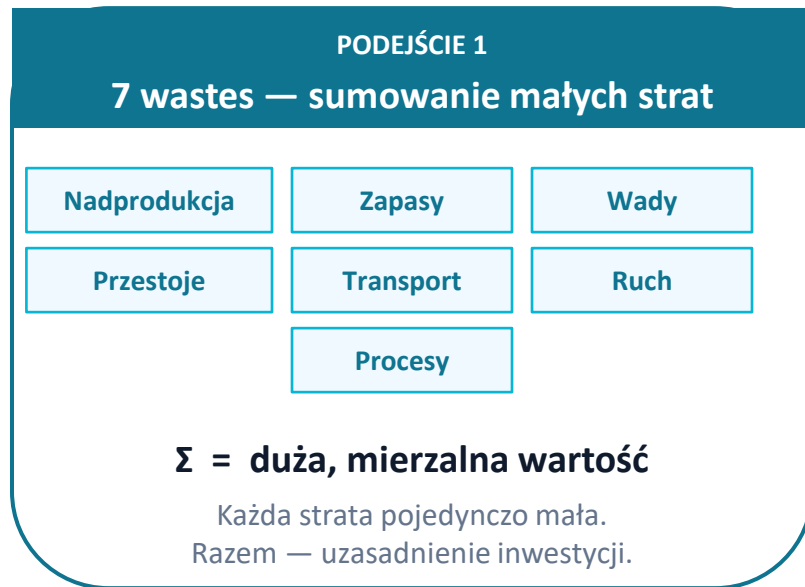 PODEJŚCIE 1
7 wastes — sumowanie małych strat
Nadprodukcja
Zapasy
Wady
Przestoje
Transport
Ruch
Procesy
Σ = duża, mierzalna wartość
Każda strata pojedynczo mała.
Razem — uzasadnienie inwestycji.